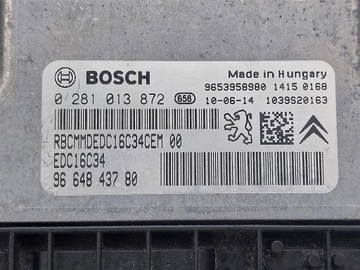 BOSCH
Made in Hungary
9653958980 1415 0168
0 281 013 872 658 10-06-14 1039S20163
RBCMMDEDC16C34CEM 00
EDC16C34
96 648 437 80